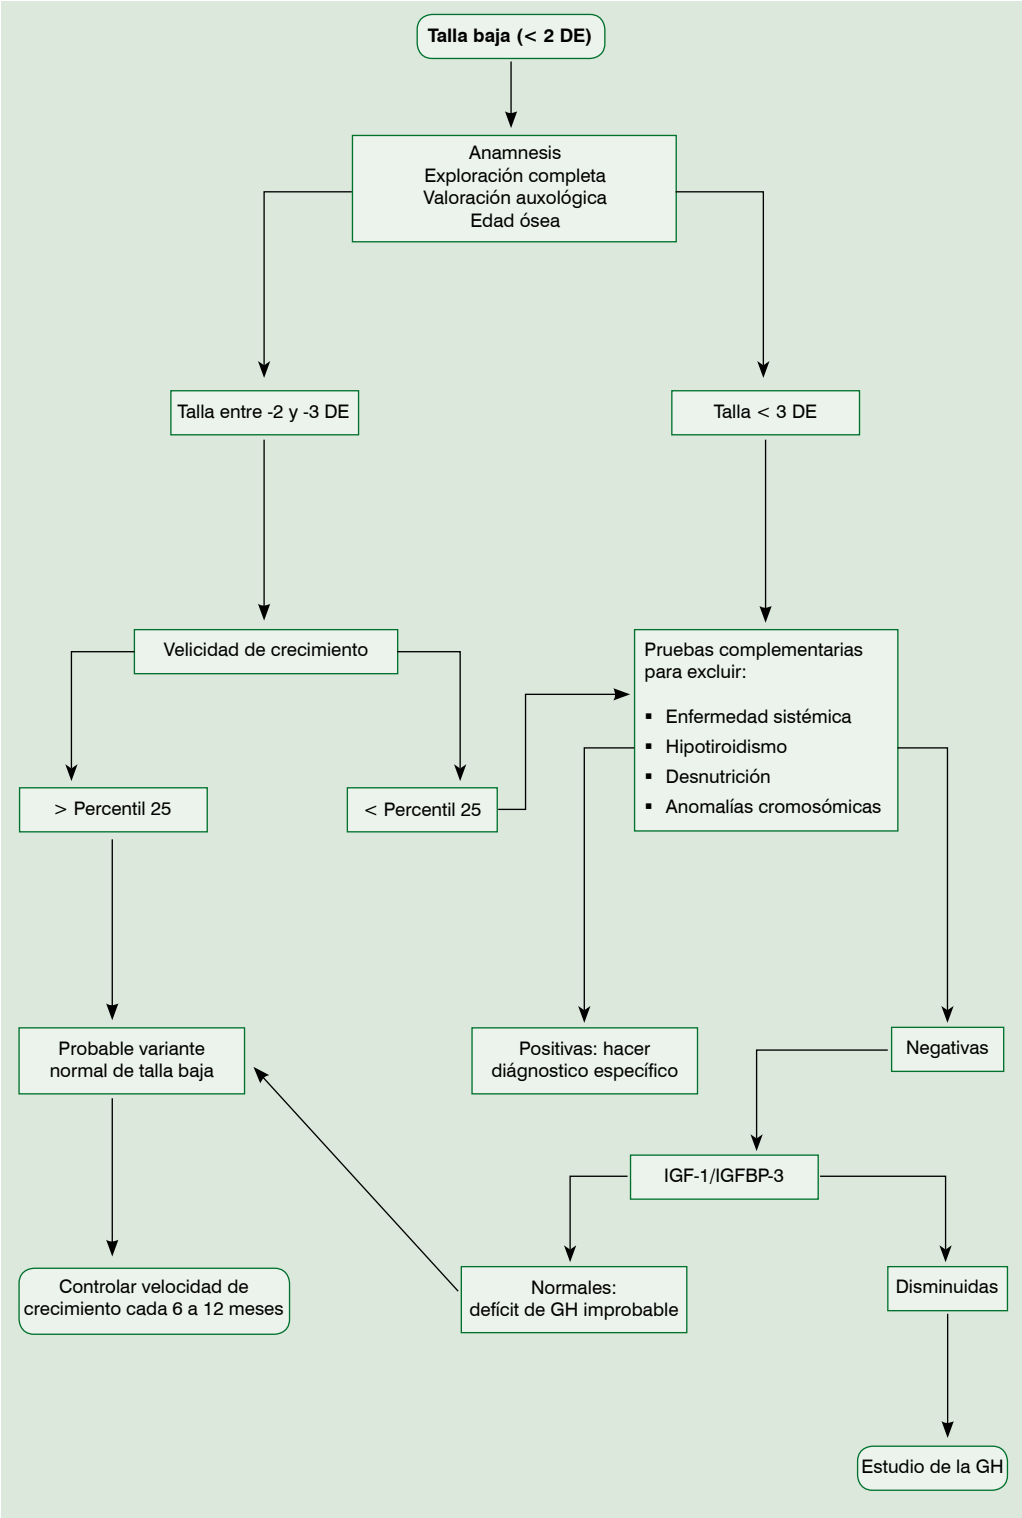 Talla baja (< 2 DE)
Anamnesis
Exploración completa
Valoración auxológica
Edad ósea
Talla entre -2 y -3 DE
Talla < 3 DE
Velicidad de crecimiento
Pruebas complementarias
para excluir:
▪ Enfermedad sistémica
▪ Hipotiroidismo
▪ Desnutrición
▪ Anomalías cromosómicas
> Percentil 25
< Percentil 25
Probable variante
normal de talla baja
Positivas: hacer
diágnostico específico
Negativas
IGF-1/IGFBP-3
Controlar velocidad de
crecimiento cada 6 a 12 meses
Normales:
defícit de GH improbable
Disminuidas
Estudio de la GH